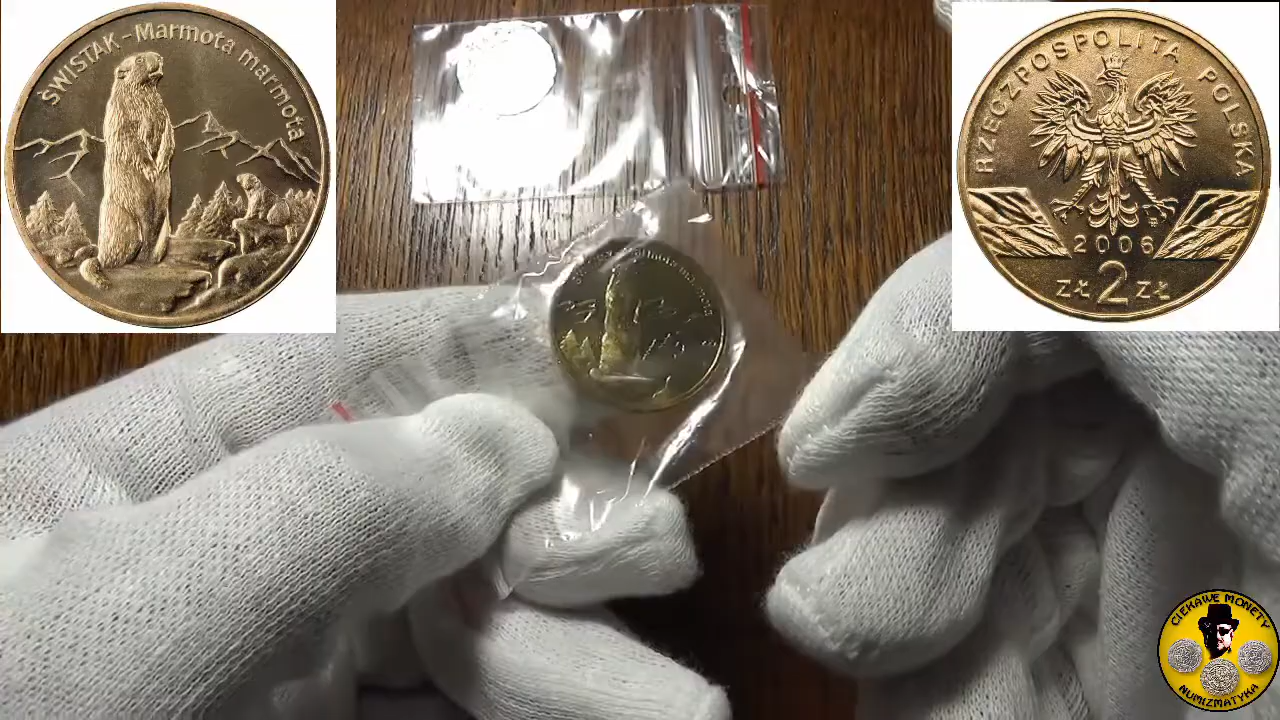 ŚWISTAK - Marmota marmota
RZECZPOSPOLITA POLSKA
2006
ZŁ 2 ZŁ
CIEKAWE MONETY
NUMIZMATYKA